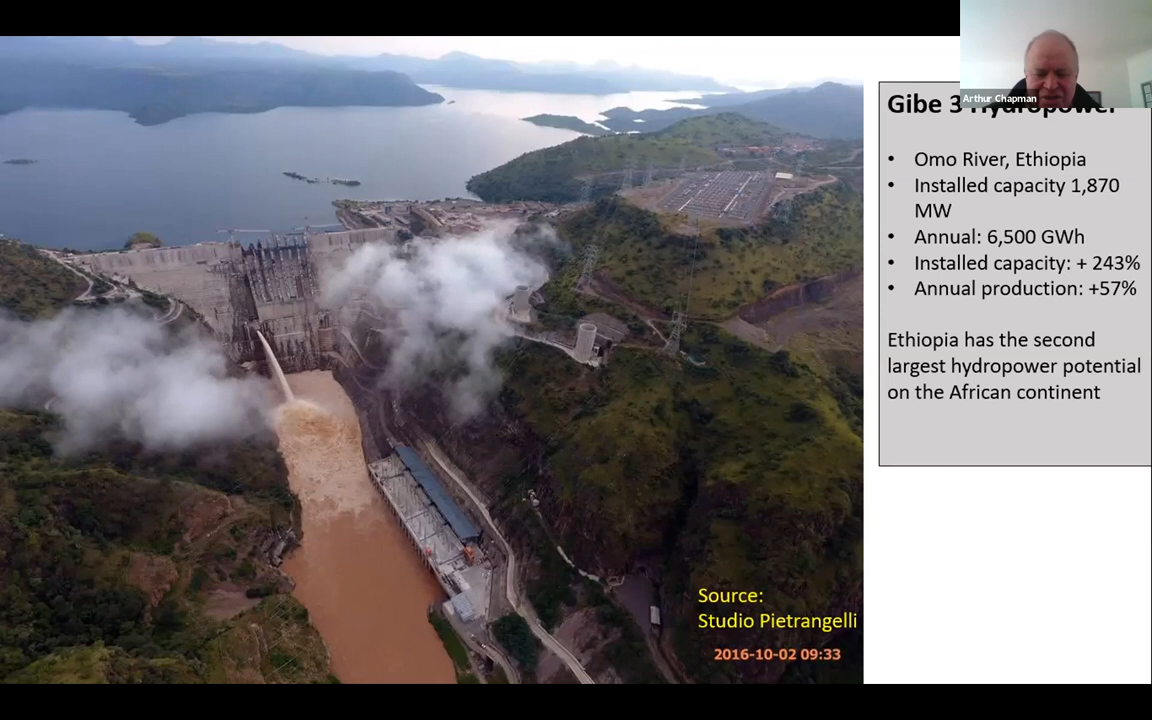 Arthur Chapman
Gibe 3 Hydropower
• Omo River, Ethiopia
• Installed capacity 1,870
MW
• Annual: 6,500 GWh
• Installed capacity: + 243%
• Annual production: +57%
Ethiopia has the second
largest hydropower potential
on the African continent
Source:
Studio Pietrangelli
2016-10-02 09:33